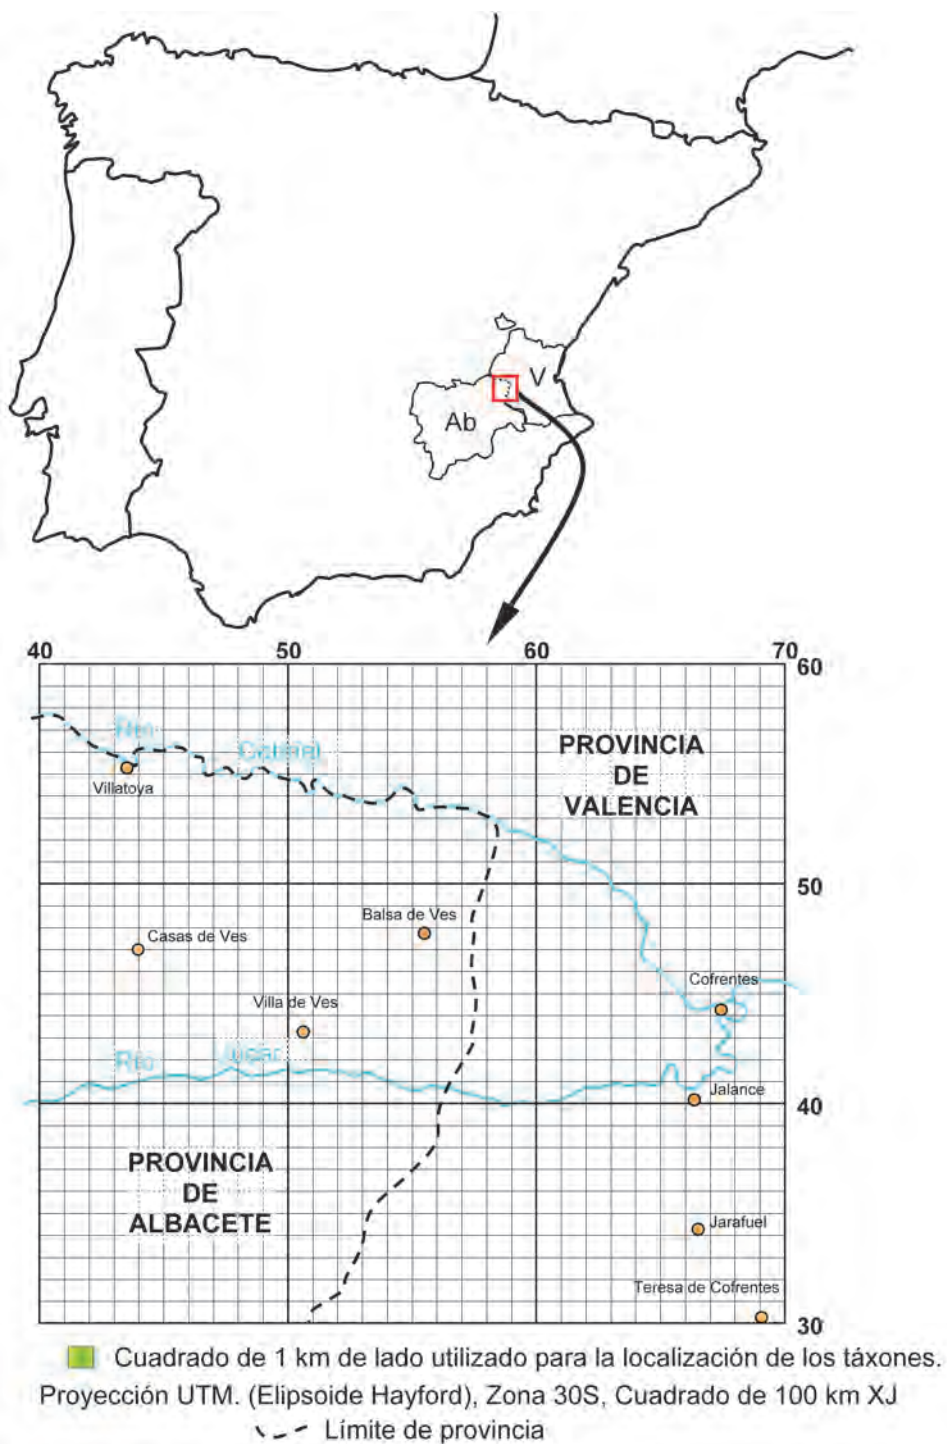 V
Ab
40 50 60 70
60
Río Cabriel
PROVINCIA
DE
VALENCIA
Villatoya
50
Balsa de Ves
Casas de Ves
Cofrentes
Villa de Ves
Río Júcar
Jalance
40
PROVINCIA
DE
ALBACETE
Jarafuel
Teresa de Cofrentes
30
Cuadrado de 1 km de lado utilizado para la localización de los táxones.
Proyección UTM. (Elipsoide Hayford), Zona 30S, Cuadrado de 100 km XJ
Límite de provincia